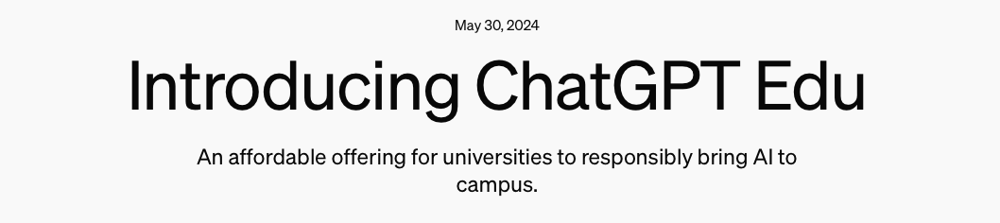 May 30, 2024
Introducing ChatGPT Edu
An affordable offering for universities to responsibly bring AI to
campus.